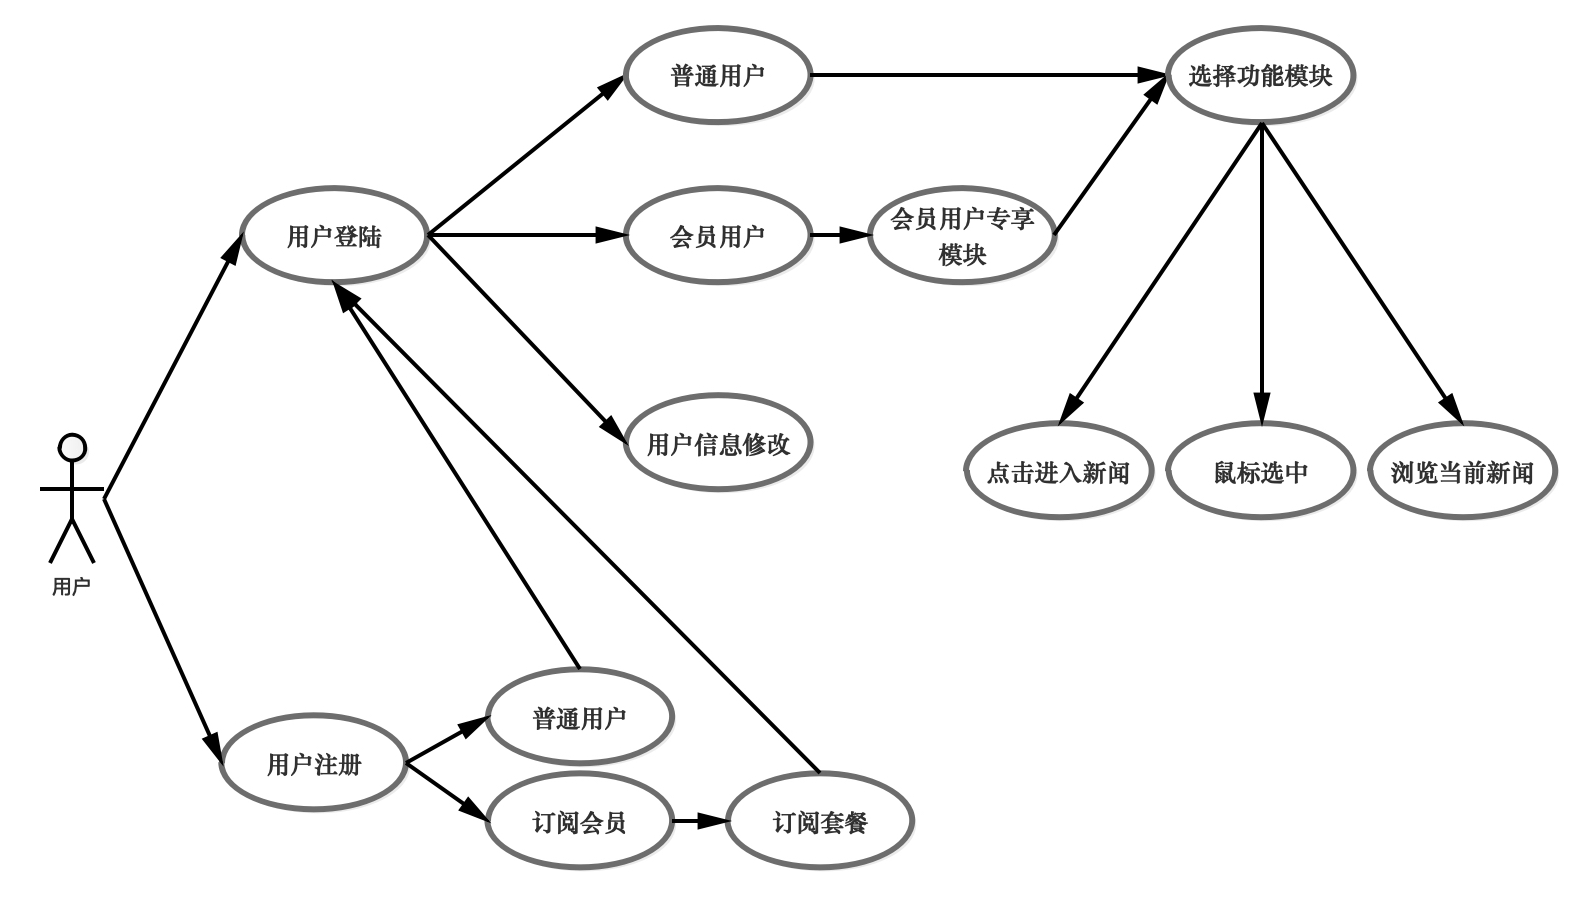 普通用户
选择功能模块
用户登陆
会员用户
会员用户专享
模块
用户信息修改
点击进入新闻
鼠标选中
浏览当前新闻
用户
用户注册
普通用户
订阅会员
订阅套餐